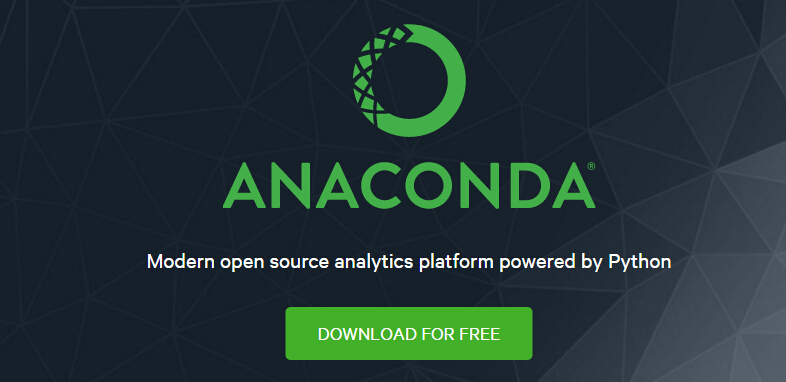 ANACONDA®
Modern open source analytics platform powered by Python
DOWNLOAD FOR FREE